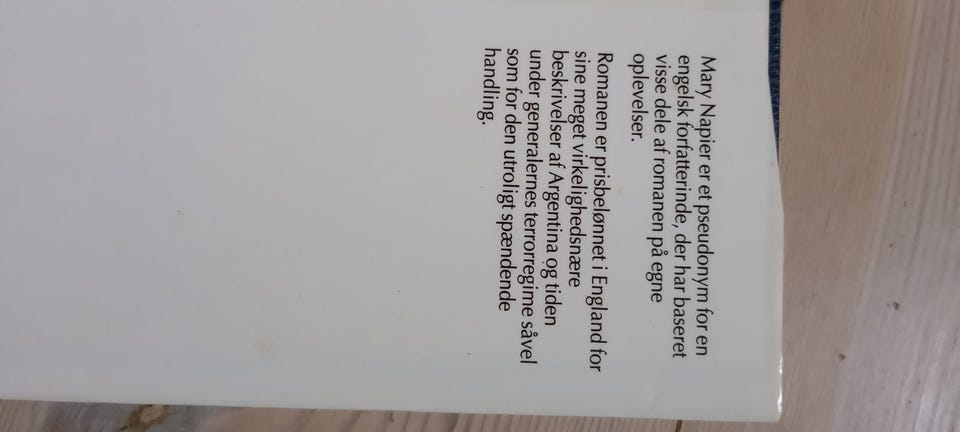 Mary Napier er et pseudonym for en
engelsk forfatterinde, der har baseret
visse dele af romanen på egne
oplevelser.
Romanen er prisbelønnet i England for
sine meget virkelighedsnære
beskrivelser af Argentina og tiden
under generalernes terrorregime såvel
som for den utroligt spændende
handling.